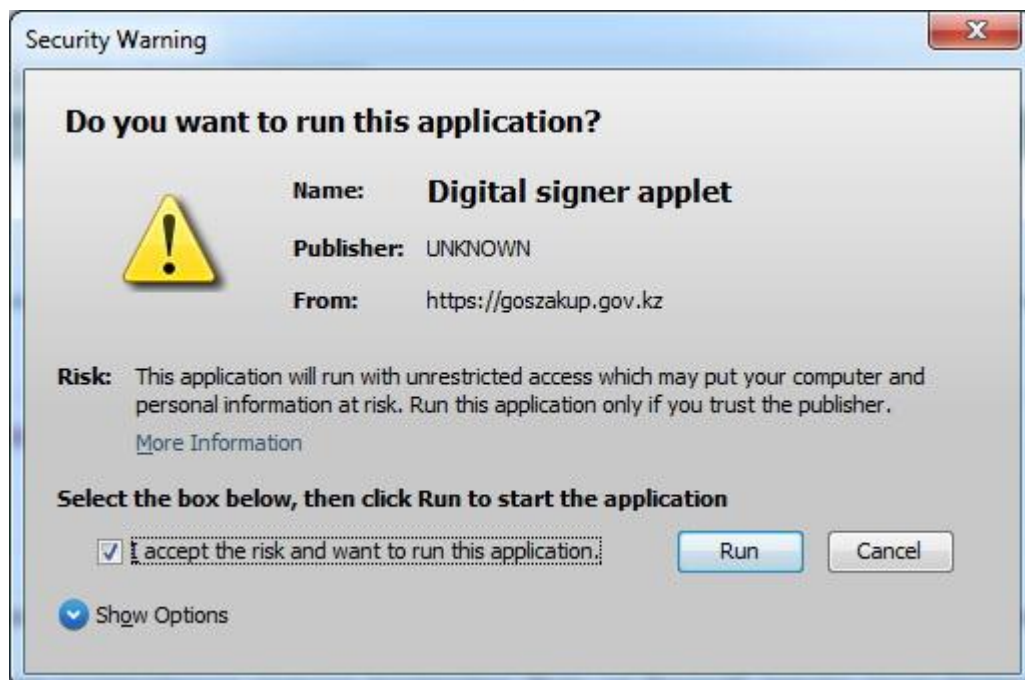 Security Warning
Do you want to run this application?
Name: Digital signer applet
Publisher: UNKNOWN
From: https://goszakup.gov.kz
Risk: This application will run with unrestricted access which may put your computer and
personal information at risk. Run this application only if you trust the publisher.
More Information
Select the box below, then click Run to start the application
I accept the risk and want to run this application.
Run Cancel
Show Options